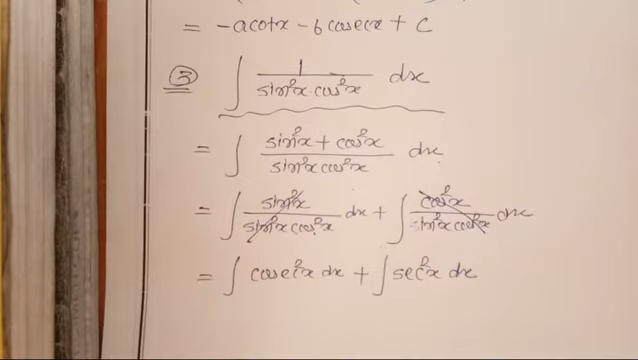 = -a cotx - b cosecx + C
③ ∫ 1/(sin²x·cos²x) dx
= ∫ (sin²x + cos²x)/(sin²x cos²x) dx
= ∫ sin²x/(sin²x cos²x) dx + ∫ cos²x/(sin²x cos²x) dx
= ∫ cosec²x dx + ∫ sec²x dx